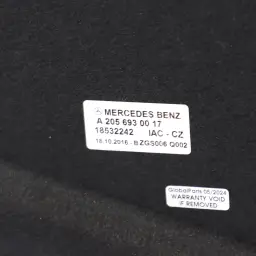 MERCEDES BENZ
A 205 693 00 17
18532242 IAC - CZ
18.10.2016 - BZGS006 Q002
GlobalParts 05/2024
WARRANTY VOID
IF REMOVED